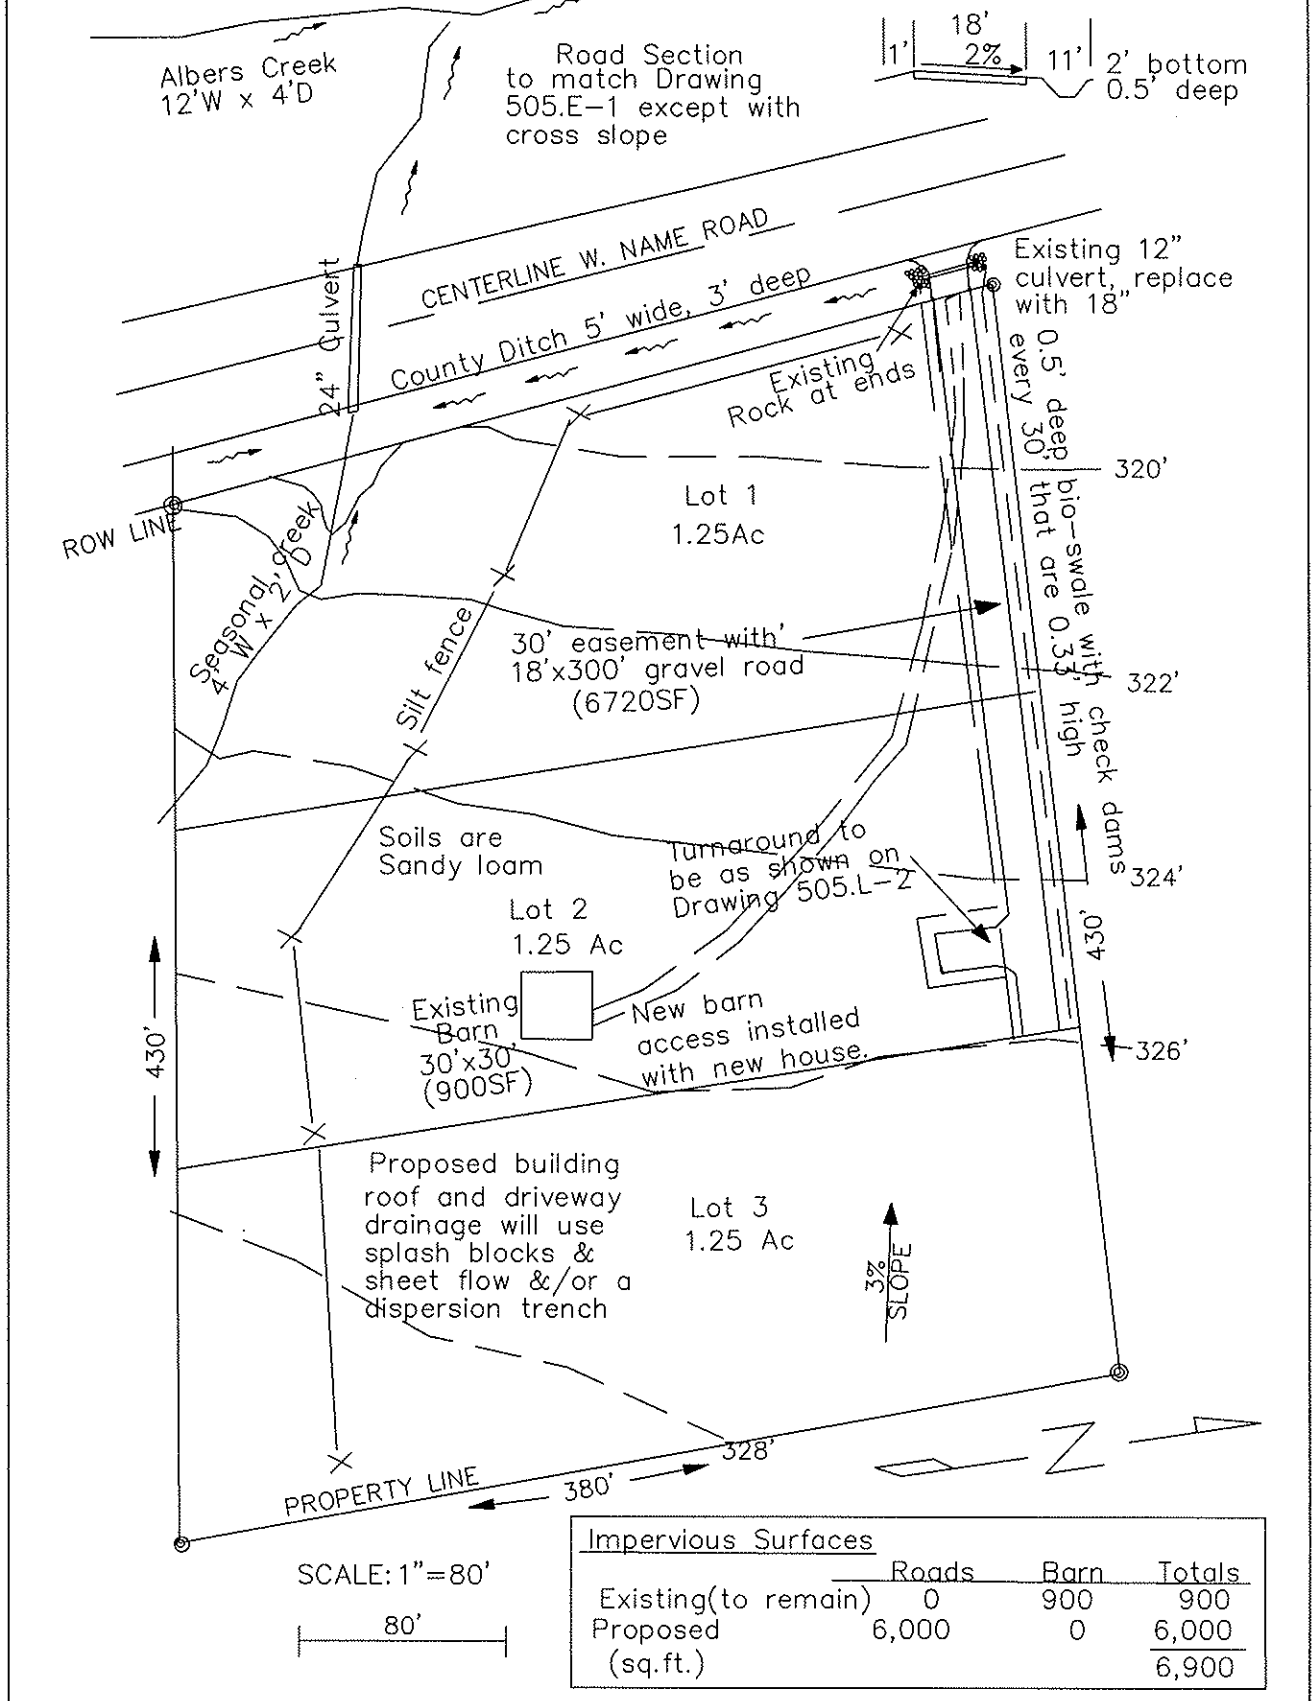 Albers Creek
12'W x 4'D
Road Section
to match Drawing
505.E-1 except with
cross slope
18'
1'
2%
11'
2' bottom
0.5' deep
CENTERLINE W. NAME ROAD
24" Culvert
County Ditch 5' wide, 3' deep
Existing 12"
culvert, replace
with 18"
Existing
Rock at ends
0.5' deep bio-swale with check dams
every 30' that are 0.33' high
320'
Lot 1
1.25Ac
ROW LINE
Seasonal creek
4' W x 2' D
Silt fence
30' easement with'
18'x300' gravel road
(6720SF)
322'
Soils are
Sandy loam
Turnaround to
be as shown on
Drawing 505.L-2
324'
Lot 2
1.25 Ac
430'
430'
Existing
Barn
30'x30'
(900SF)
New barn
access installed
with new house.
326'
Proposed building
roof and driveway
drainage will use
splash blocks &
sheet flow &/or a
dispersion trench
Lot 3
1.25 Ac
3%
SLOPE
328'
PROPERTY LINE
380'
N
SCALE: 1"=80'
80'
Impervious Surfaces
Roads Barn Totals
Existing(to remain) 0 900 900
Proposed 6,000 0 6,000
(sq.ft.) 6,900